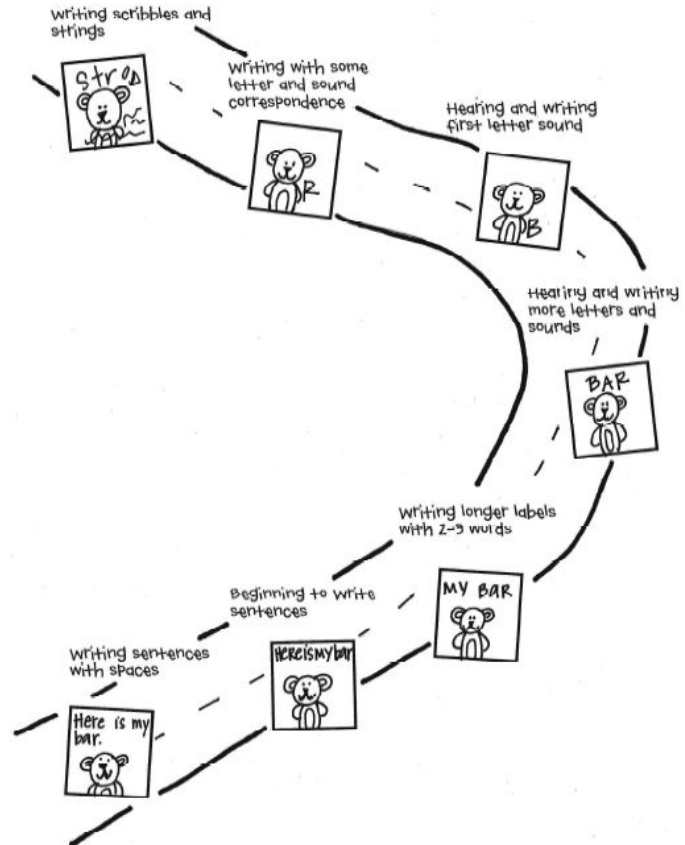 Writing scribbles and
strings
Str
Writing with some
letter and sound
correspondence
R
Hearing and writing
first letter sound
B
Hearing and writing
more letters and
sounds
BAR
Writing longer labels
with 2-3 words
MY BAR
Beginning to write
sentences
HereisMybar
Writing sentences
with spaces
Here is my
bar.